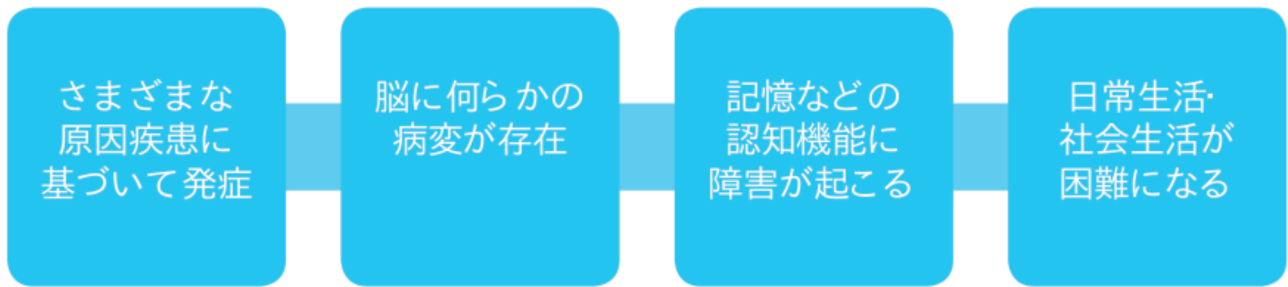 さまざまな
原因疾患に
基づいて発症
脳に何らかの
病変が存在
記憶などの
認知機能に
障害が起こる
日常生活・
社会生活が
困難になる